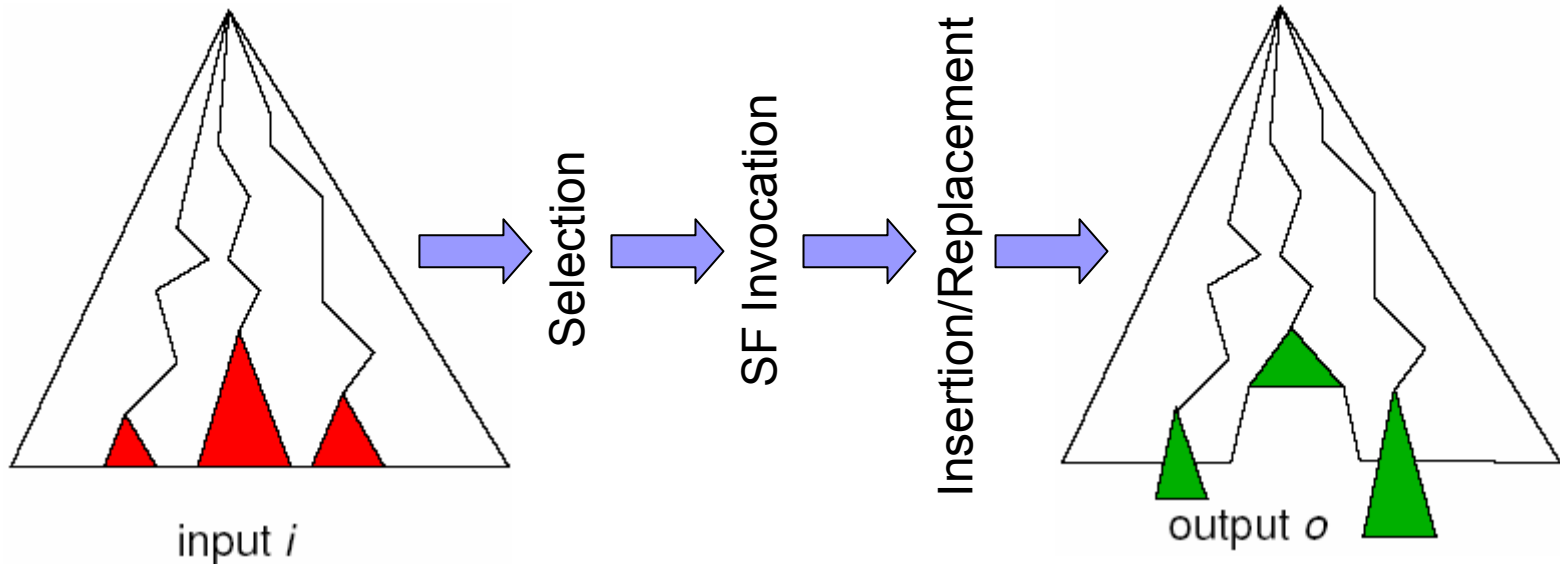 Selection
SF Invocation
Insertion/Replacement
input i
output o